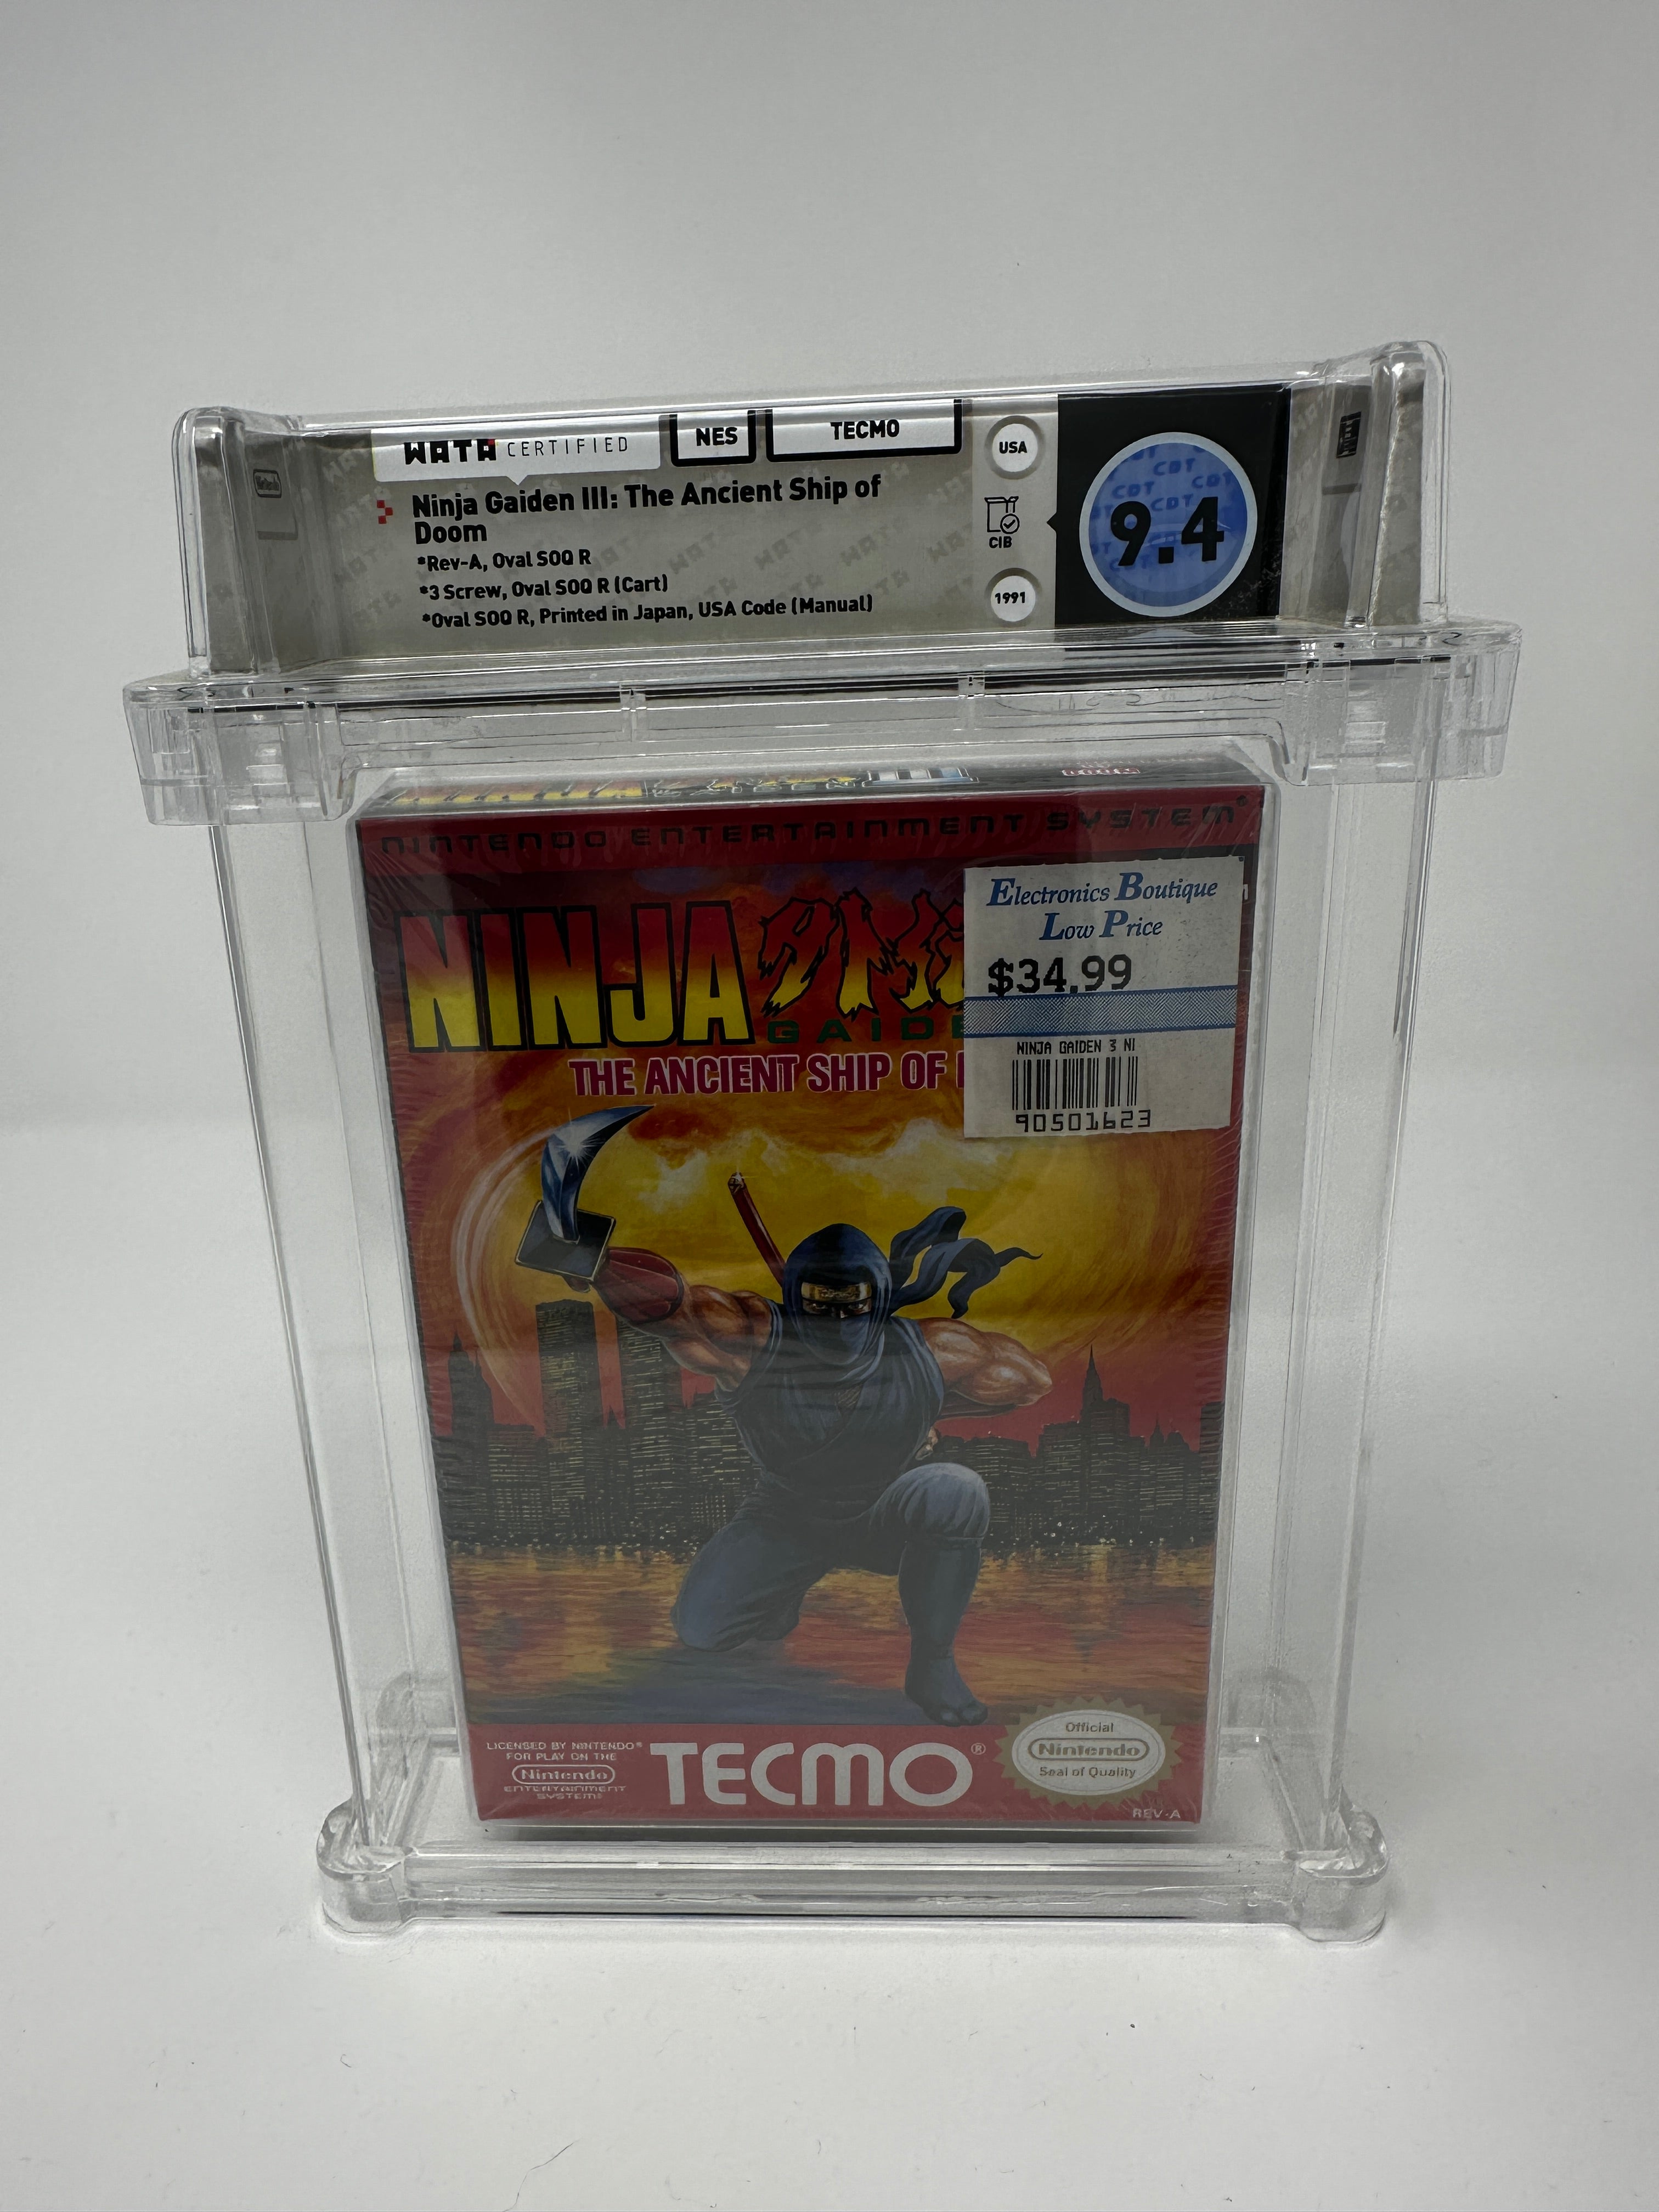 WATA CERTIFIED
NES
TECMO
USA
Ninja Gaiden III: The Ancient Ship of
Doom
*Rev-A, Oval SOQ R
*3 Screw, Oval SOQ R (Cart)
*Oval SOQ R, Printed in Japan, USA Code (Manual)
CIB
1991
9.4
NINJA GAIDEN III
NINTENDO ENTERTAINMENT SYSTEM®
NINJA
GAIDE
THE ANCIENT SHIP OF
Electronics Boutique
Low Price
$34.99
NINJA GAIDEN 3 NI
90501623
LICENSED BY NINTENDO®
FOR PLAY ON THE
Nintendo
ENTERTAINMENT
SYSTEM®
TECMO®
Official
Nintendo
Seal of Quality
REV-A